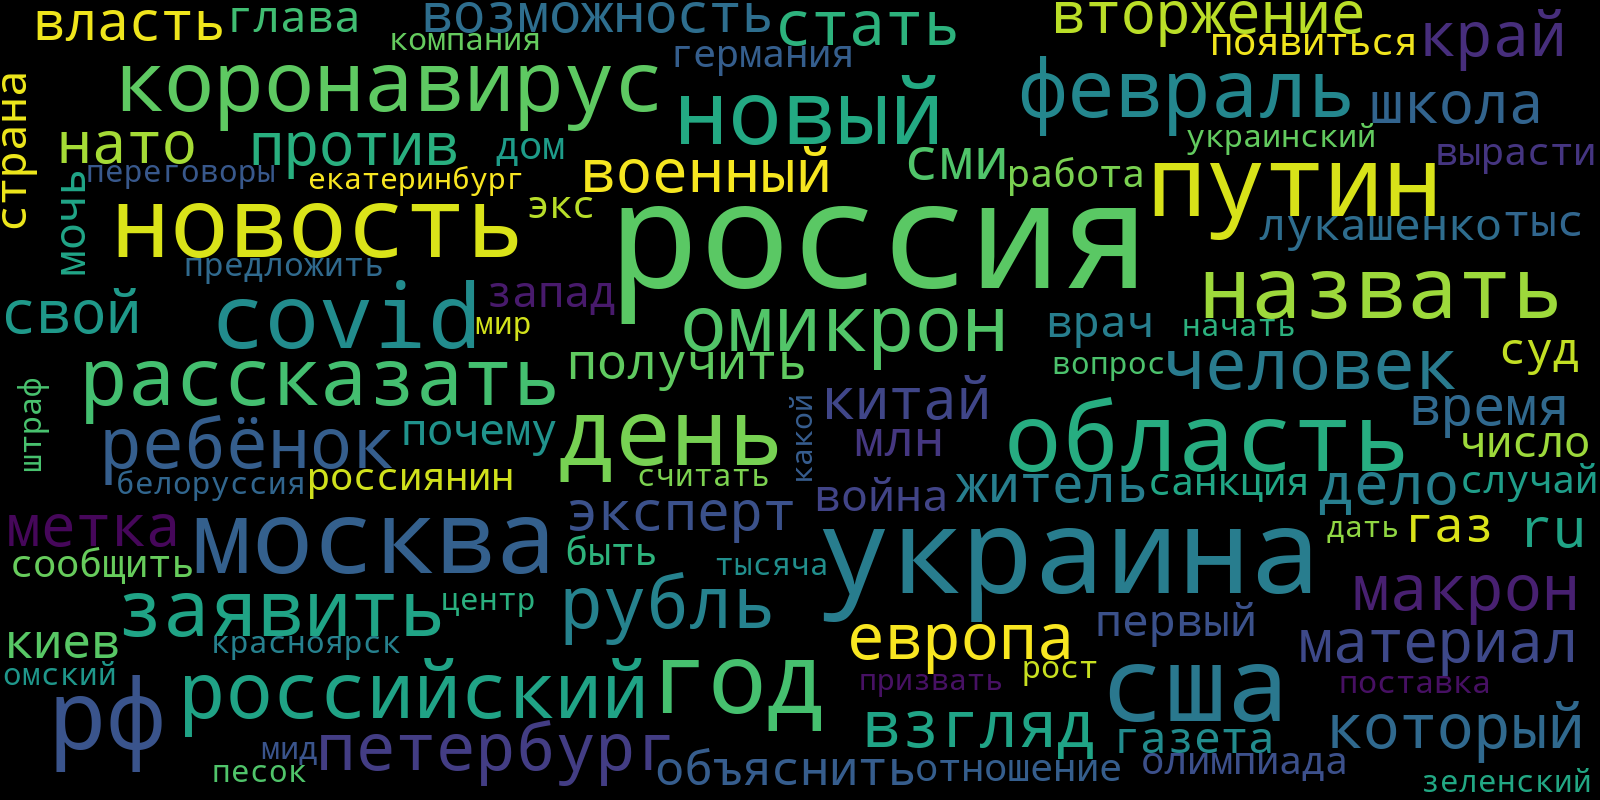 власть
глава
возможность
стать
вторжение
компания
германия
появиться
край
страна
коронавирус
новый
февраль
школа
нато
против
дом
украинский
вырасти
переговоры
екатеринбург
военный
сми
работа
путин
мочь
новость
экс
россия
лукашенко
тыс
предложить
свой
covid
запад
мир
омикрон
назвать
врач
начать
рассказать
получить
вопрос
человек
суд
штраф
ребёнок
почему
день
какой
китай
млн
область
время
число
белоруссия
россиянин
считать
война
житель
санкция
дело
случай
метка
москва
эксперт
украина
дать
газ
ru
сообщить
быть
тысяча
заявить
центр
рубль
макрон
киев
красноярск
европа
первый
материал
омский
рф
российский
год
призвать
рост
сша
поставка
мид
петербург
взгляд
газета
который
песок
объяснить
отношение
олимпиада
зеленский